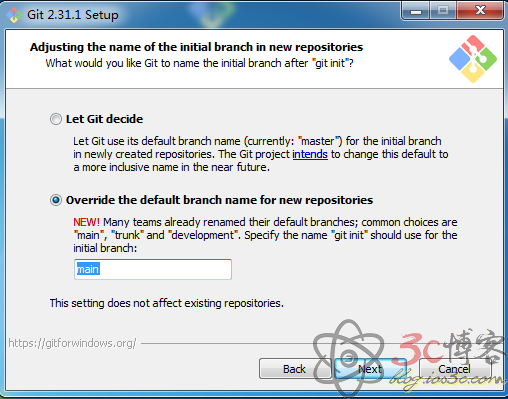 Git 2.31.1 Setup
Adjusting the name of the initial branch in new repositories
What would you like Git to name the initial branch after "git init"?
Let Git decide
Let Git use its default branch name (currently: "master") for the initial branch
in newly created repositories. The Git project intends to change this default to
a more inclusive name in the near future.
Override the default branch name for new repositories
NEW! Many teams already renamed their default branches; common choices are
"main", "trunk" and "development". Specify the name "git init" should use for the
initial branch:
main
This setting does not affect existing repositories.
https://gitforwindows.org/
3c博客
Back Next Cancel
blog.ios3c.com